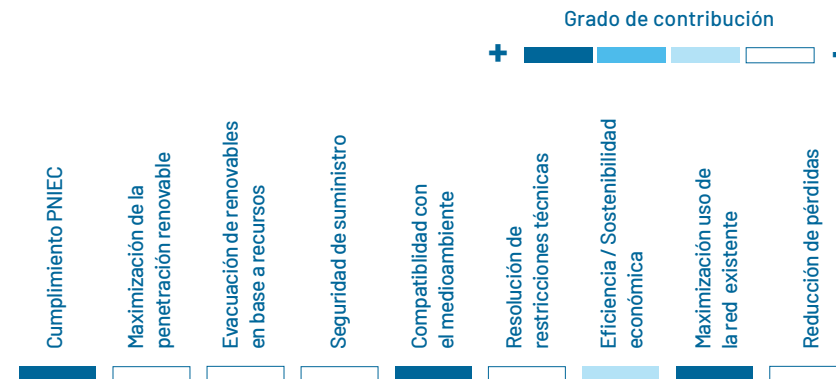 Grado de contribución
+
Cumplimiento PNIEC
Maximización de la
penetración renovable
Evacuación de renovables
en base a recursos
Seguridad de suministro
Compatiblidad con
el medioambiente
Resolución de
restricciones técnicas
Eficiencia / Sostenibilidad
económica
Maximización uso de
la red existente
Reducción de pérdidas